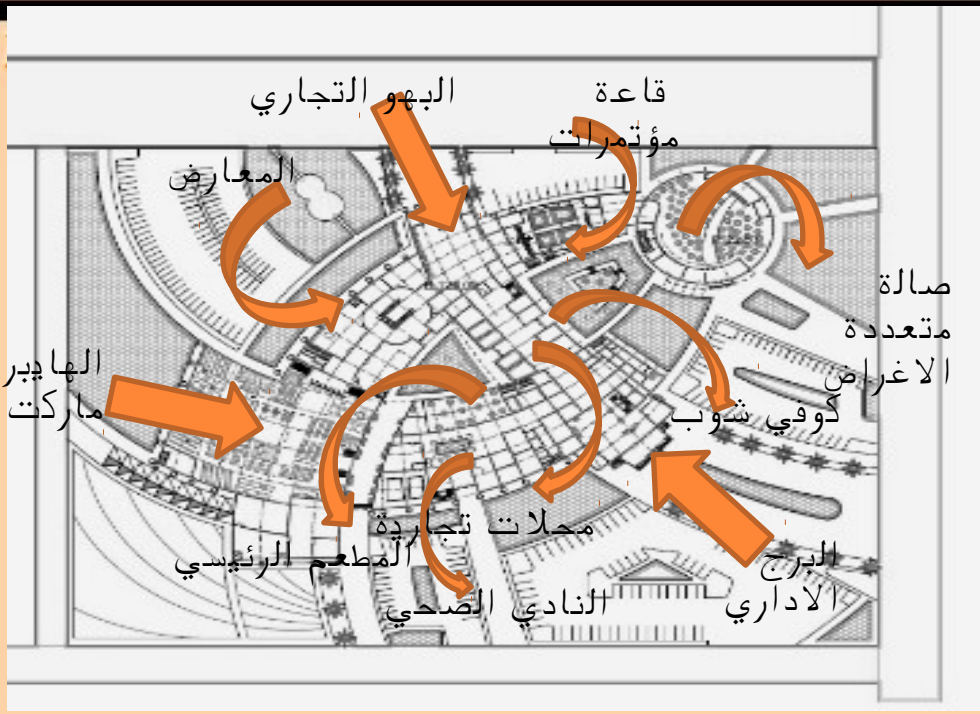 البهو التجاري
قاعة
مؤتمرات
المعارض
صالة
متعددة
الاغراض
الهايبر
ماركت
كوفي شوب
محلات تجارية
المطعم الرئيسي
البرج
الاداري
النادي الصحي